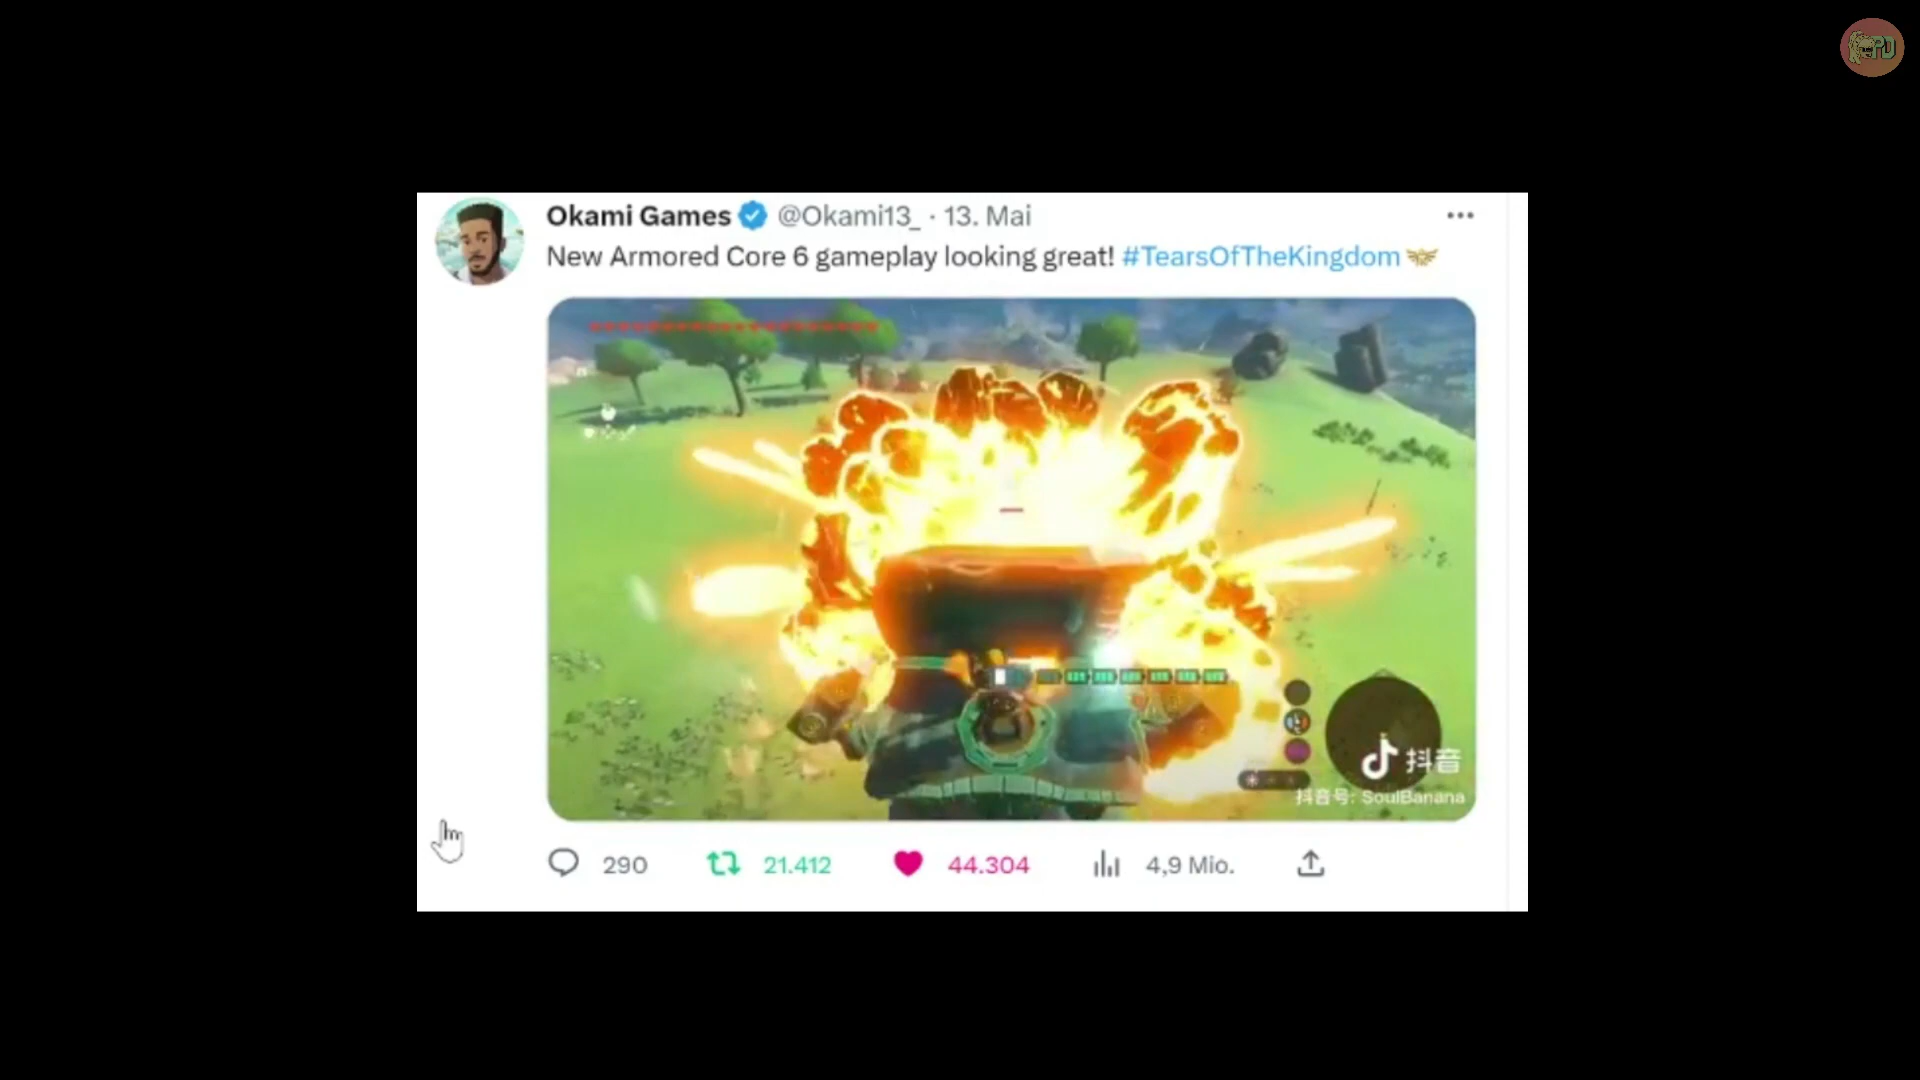 Okami Games @Okami13_ · 13. Mai
New Armored Core 6 gameplay looking great! #TearsOfTheKingdom
抖音
抖音号: SoulBanana
290 21.412 44.304 4,9 Mio.
PD